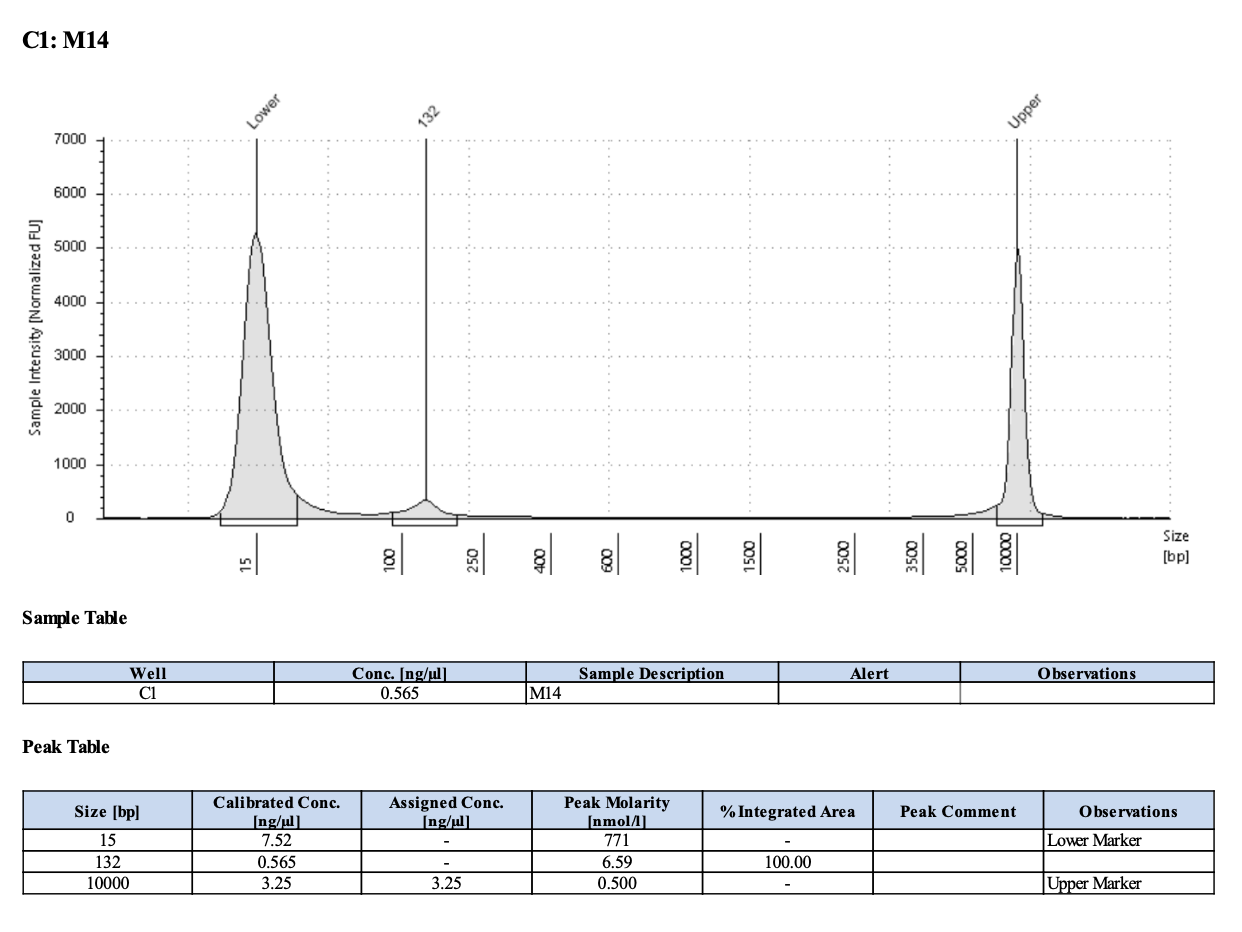 C1: M14
Lower
132
Upper
7000
6000
5000
4000
3000
2000
1000
0
Sample Intensity [Normalized FU]
15
100
250
400
600
1000
1500
2500
3500
5000
10000
Size
[bp]
Sample Table
Well Conc. [ng/µl] Sample Description Alert Observations
C1 0.565 M14
Peak Table
Size [bp] Calibrated Conc. [ng/µl] Assigned Conc. [ng/µl] Peak Molarity [nmol/l] % Integrated Area Peak Comment Observations
15 7.52 - 771 - Lower Marker
132 0.565 - 6.59 100.00
10000 3.25 3.25 0.500 - Upper Marker